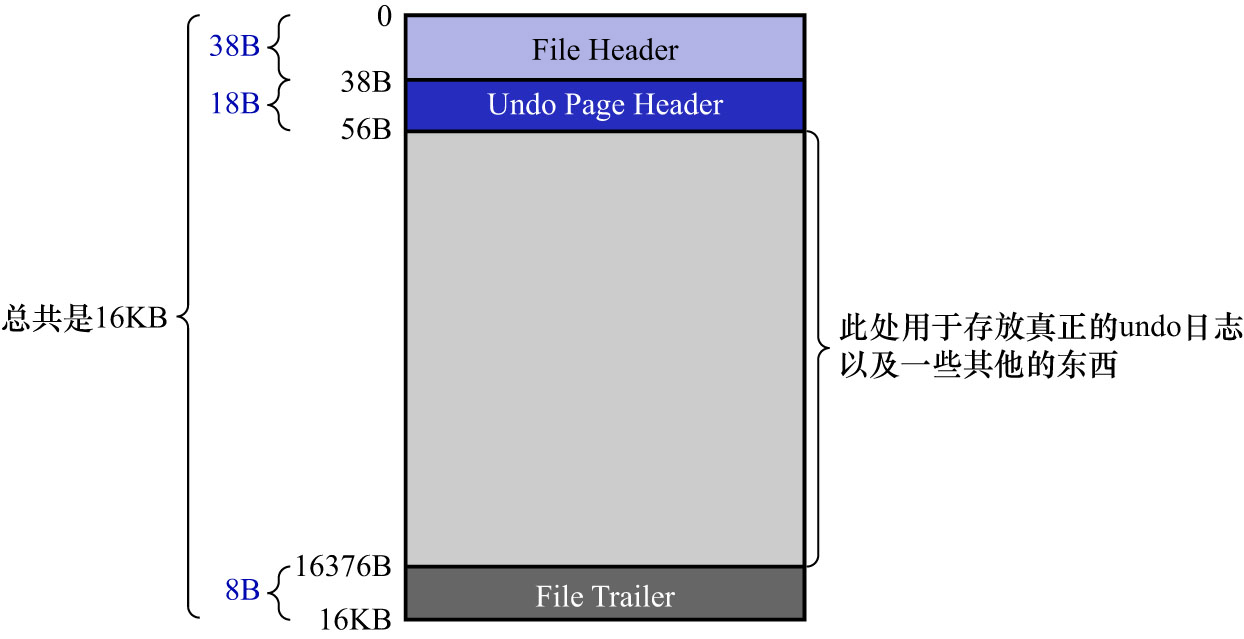 0
38B
File Header
38B
18B
Undo Page Header
56B
总共是16KB
此处用于存放真正的undo日志
以及一些其他的东西
16376B
8B
File Trailer
16KB